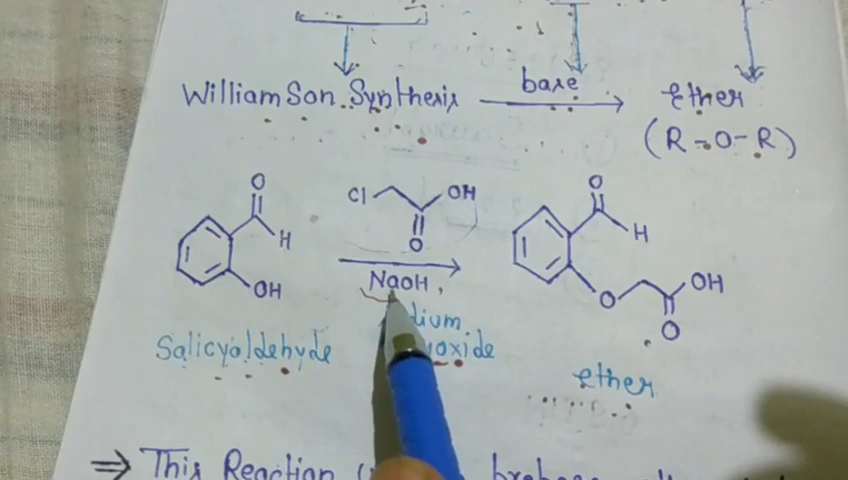 WilliamSon Synthesis base ether
(R-O-R)
O Cl OH O
H O H
OH NaOH, O OH
O
Salicyaldehyde
ether
⇒ This Reaction